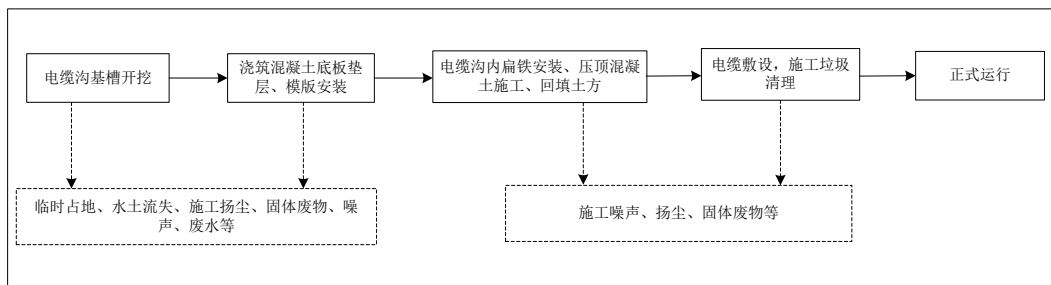 电缆沟基槽开挖
浇筑混凝土底板垫
层、模版安装
电缆沟内扁铁安装、压顶混凝
土施工、回填土方
电缆敷设，施工垃圾
清理
正式运行
临时占地、水土流失、施工扬尘、固体废物、噪
声、废水等
施工噪声、扬尘、固体废物等